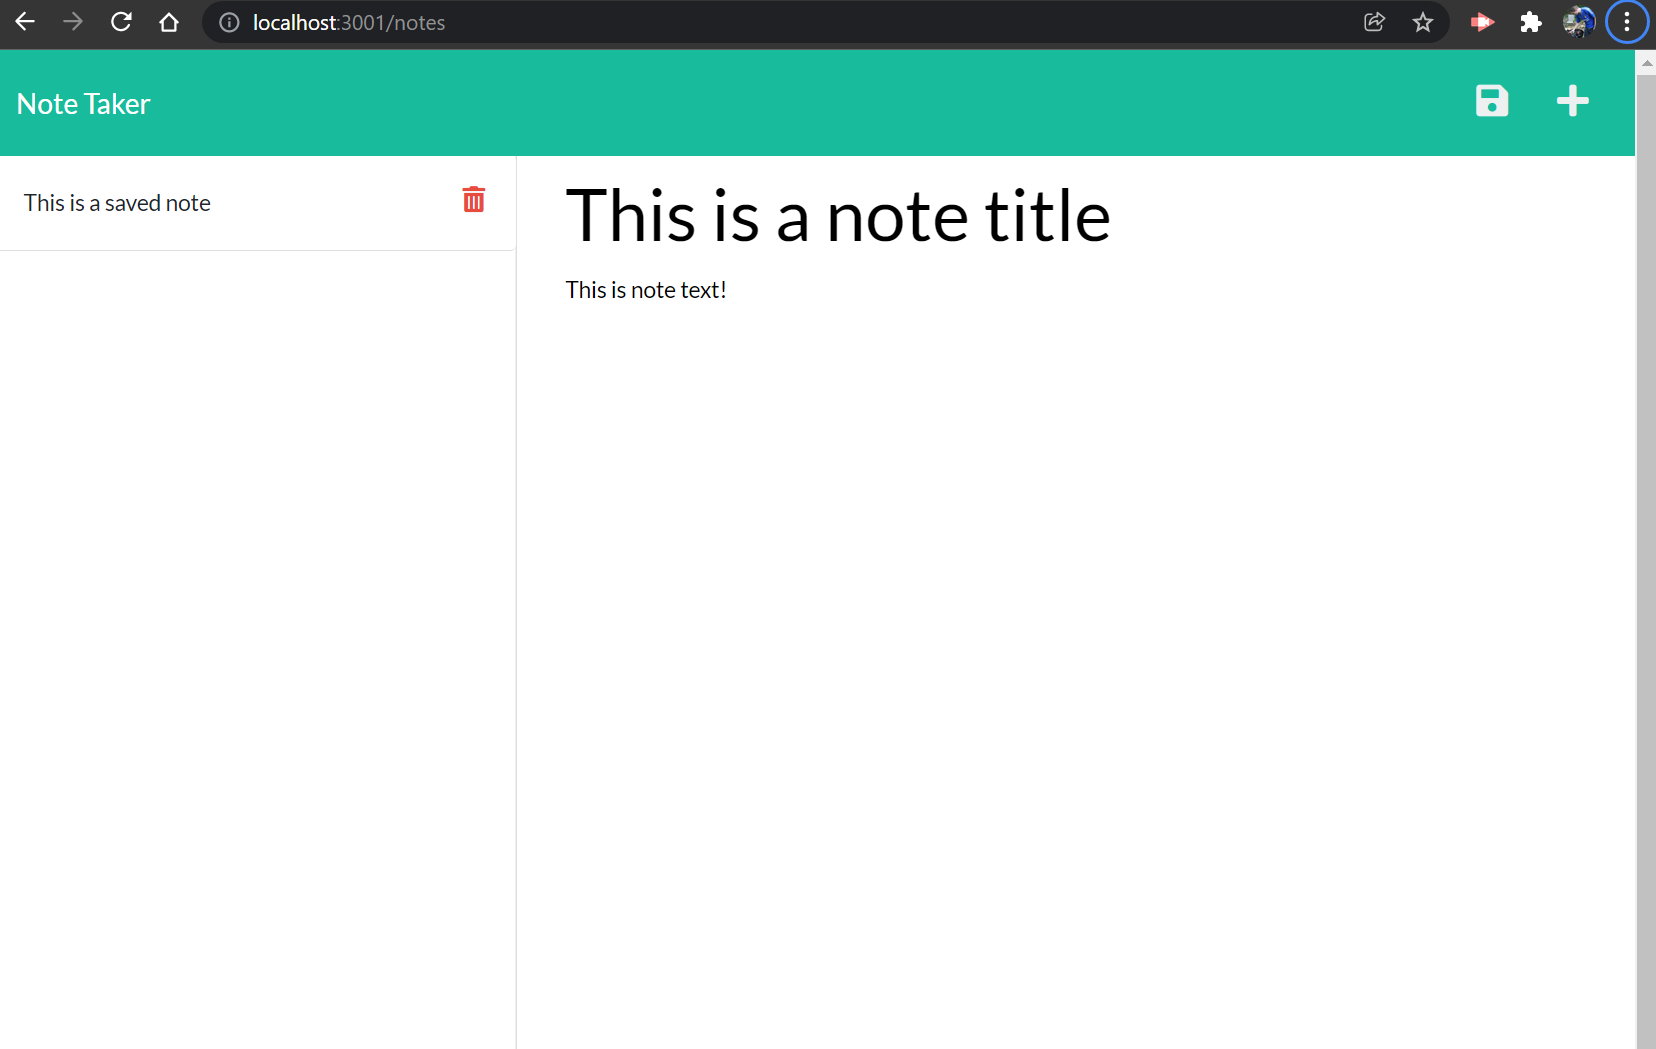 localhost:3001/notes
Note Taker
This is a saved note
This is a note title
This is note text!